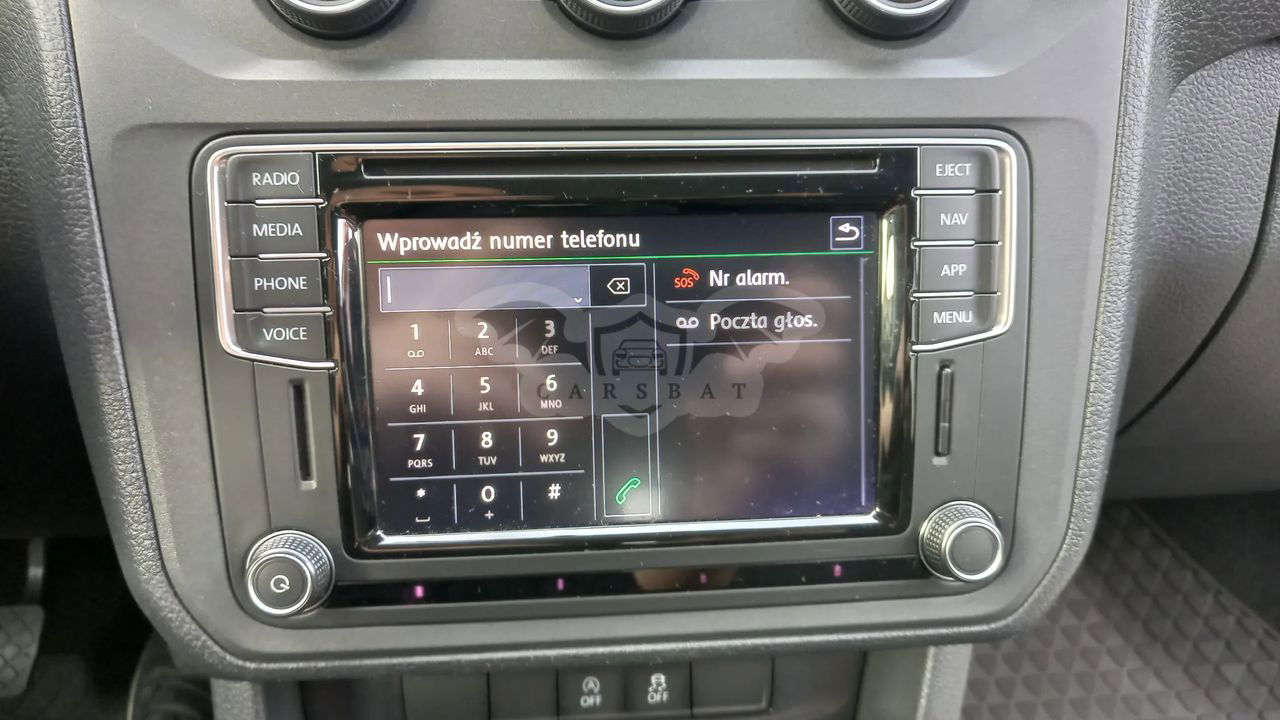 RADIO
MEDIA
PHONE
VOICE
EJECT
NAV
APP
MENU
Wprowadź numer telefonu
SOS Nr alarm.
Poczta głos.
1 2 3
ABC DEF
4 5 6
GHI JKL MNO
7 8 9
PQRS TUV WXYZ
* 0 #
+
CARSBAT
A OFF
OFF